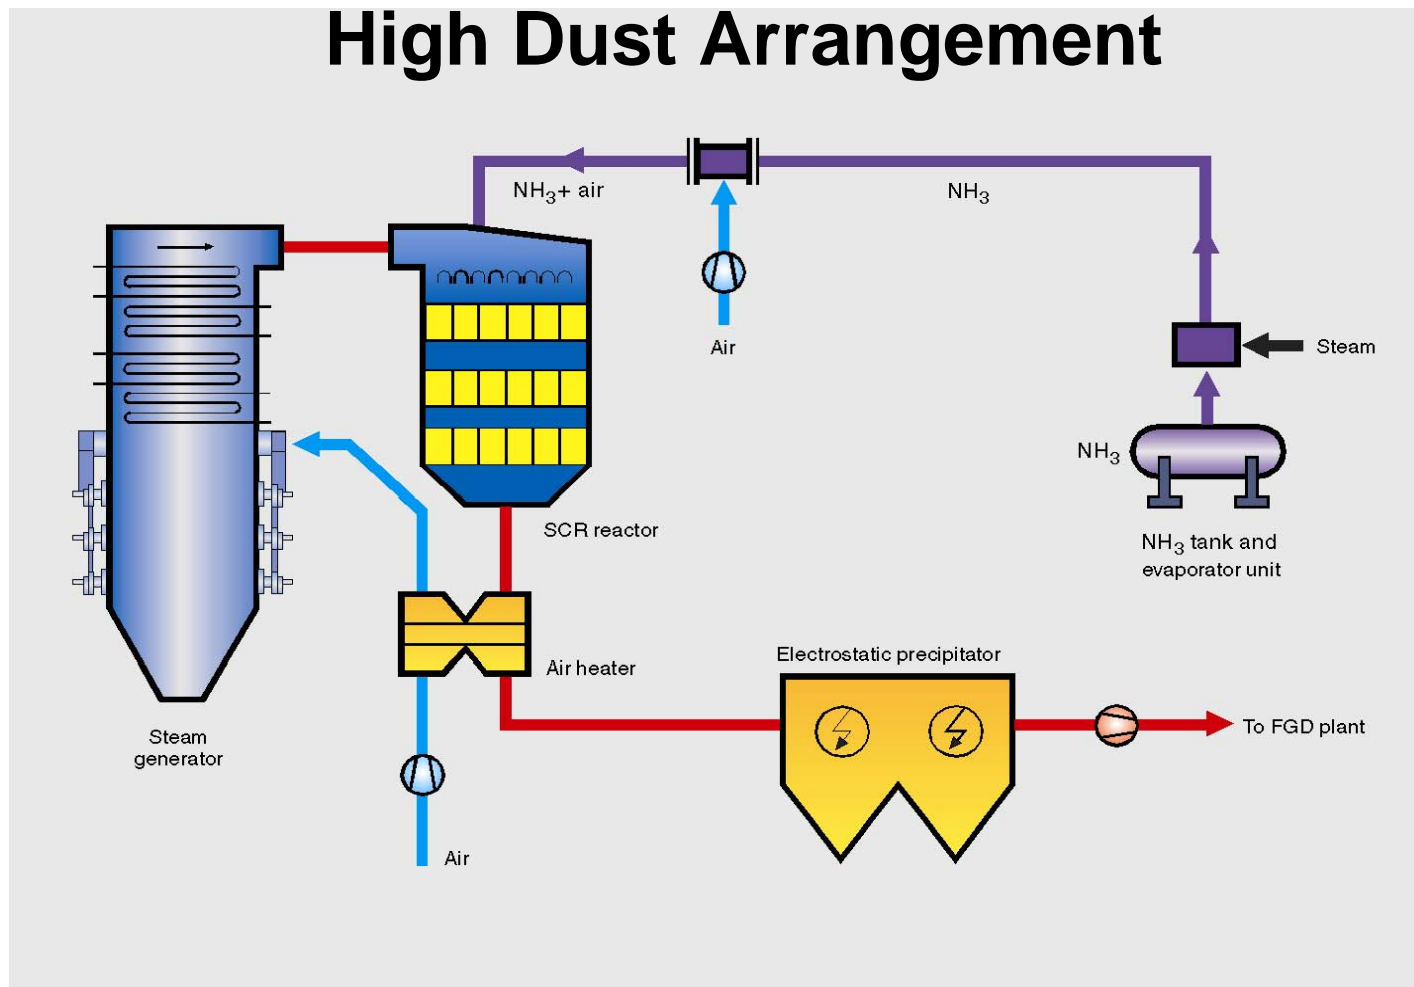 High Dust Arrangement
NH3+ air
NH3
Air
Steam
NH3
SCR reactor
NH3 tank and
evaporator unit
Air heater
Electrostatic precipitator
Steam
generator
To FGD plant
Air